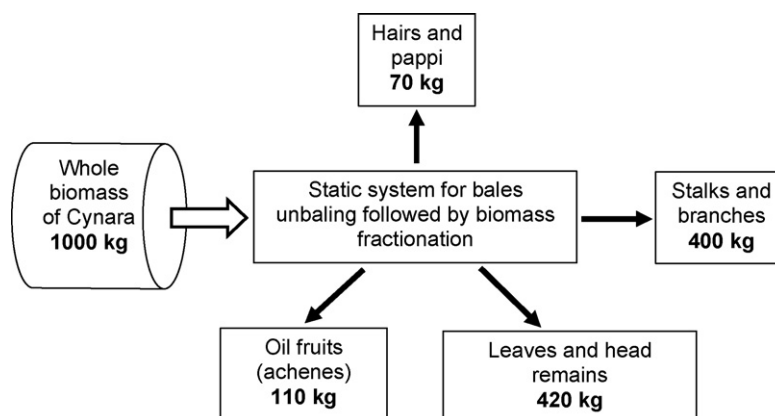 Hairs and
pappi
70 kg
Whole
biomass
of Cynara
1000 kg
Static system for bales
unbaling followed by biomass
fractionation
Stalks and
branches
400 kg
Oil fruits
(achenes)
110 kg
Leaves and head
remains
420 kg